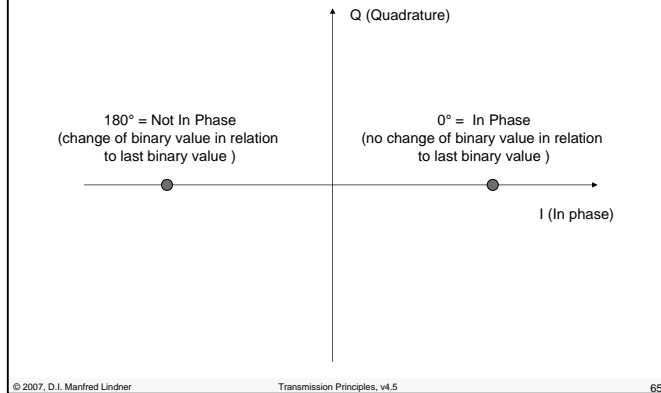 Q (Quadrature)
180° = Not In Phase
(change of binary value in relation
to last binary value )
0° = In Phase
(no change of binary value in relation
to last binary value )
I (In phase)
© 2007, D.I. Manfred Lindner
Transmission Principles, v4.5
65